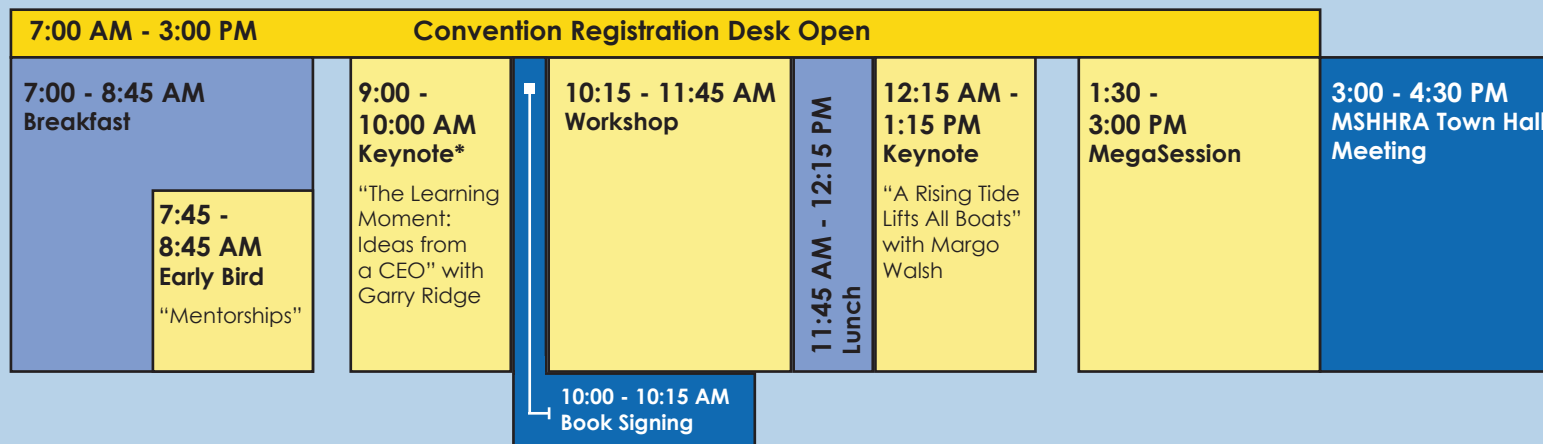 7:00 AM - 3:00 PM Convention Registration Desk Open
7:00 - 8:45 AM
Breakfast
7:45 -
8:45 AM
Early Bird
“Mentorships”
9:00 -
10:00 AM
Keynote*
“The Learning
Moment:
Ideas from
a CEO” with
Garry Ridge
10:00 - 10:15 AM
Book Signing
10:15 - 11:45 AM
Workshop
11:45 AM - 12:15 PM
Lunch
12:15 AM -
1:15 PM
Keynote
“A Rising Tide
Lifts All Boats”
with Margo
Walsh
1:30 -
3:00 PM
MegaSession
3:00 - 4:30 PM
MSHHRA Town Hall
Meeting